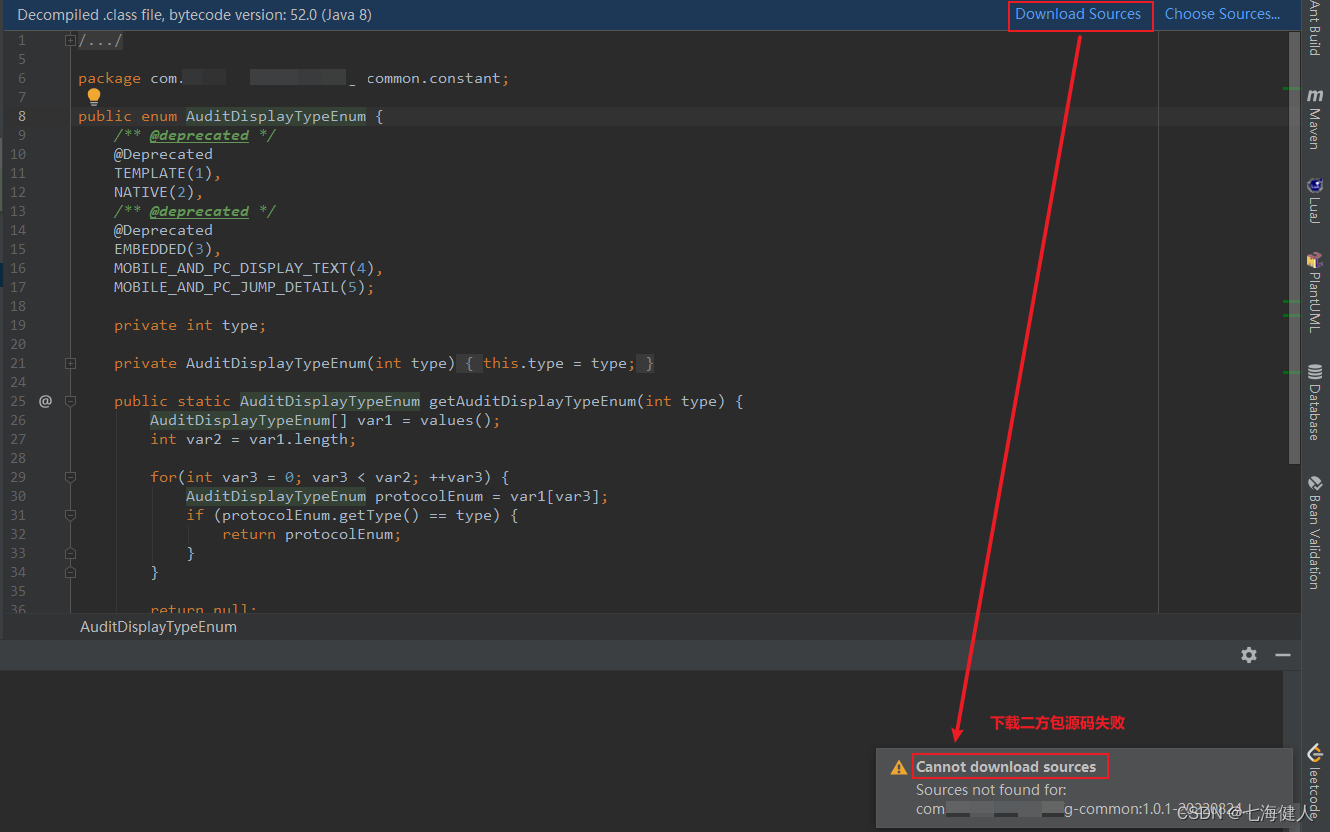 Decompiled .class file, bytecode version: 52.0 (Java 8) Download Sources Choose Sources...
1 /.../
5
6 package com. _ common.constant;
7
8 public enum AuditDisplayTypeEnum {
9 /** @deprecated */
10 @Deprecated
11 TEMPLATE(1),
12 NATIVE(2),
13 /** @deprecated */
14 @Deprecated
15 EMBEDDED(3),
16 MOBILE_AND_PC_DISPLAY_TEXT(4),
17 MOBILE_AND_PC_JUMP_DETAIL(5);
18
19 private int type;
20
21 private AuditDisplayTypeEnum(int type) { this.type = type; }
24
25 @ public static AuditDisplayTypeEnum getAuditDisplayTypeEnum(int type) {
26 AuditDisplayTypeEnum[] var1 = values();
27 int var2 = var1.length;
28
29 for(int var3 = 0; var3 < var2; ++var3) {
30 AuditDisplayTypeEnum protocolEnum = var1[var3];
31 if (protocolEnum.getType() == type) {
32 return protocolEnum;
33 }
34 }
35
36 return null;
AuditDisplayTypeEnum
Ant Build
m Maven
LuaJ
PlantUML
Database
Bean Validation
leetcode
下载二方包源码失败
Cannot download sources
Sources not found for:
com g-common:1.0.1-20220824
CSDN @七海健人